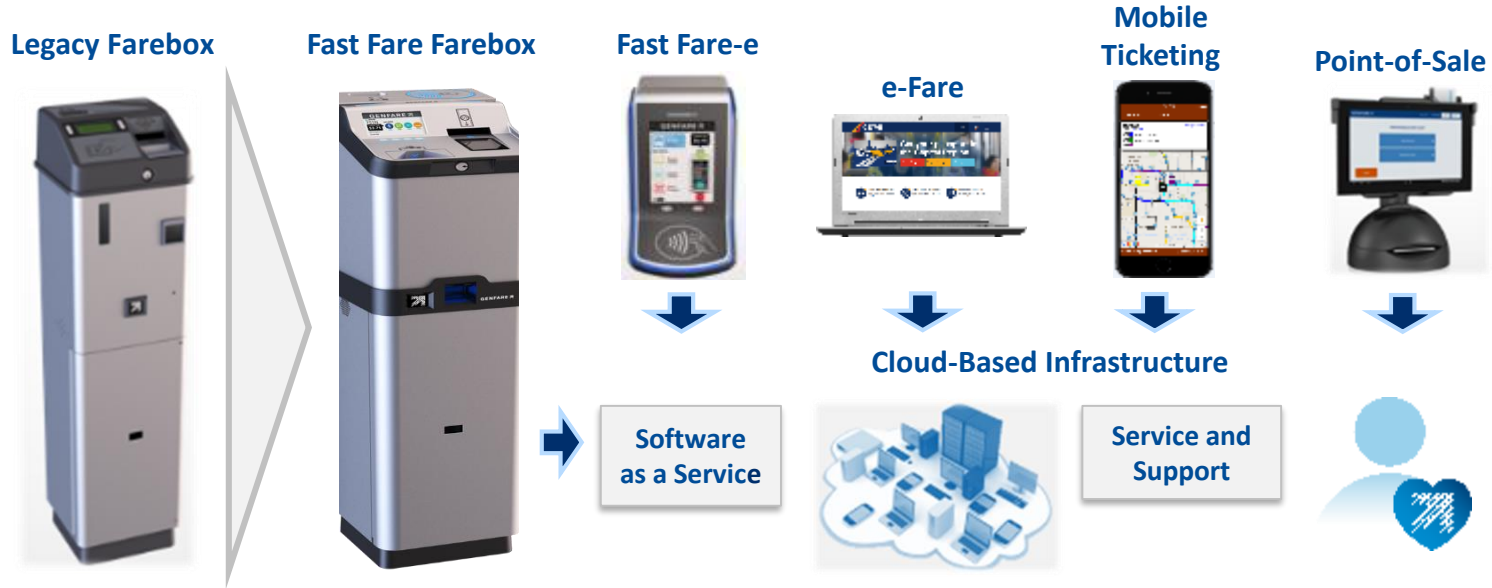 Legacy Farebox
Fast Fare Farebox
Fast Fare-e
e-Fare
Mobile
Ticketing
Point-of-Sale
GENFARE
GENFARE
GENFARE
Cloud-Based Infrastructure
Software
as a Service
Service and
Support